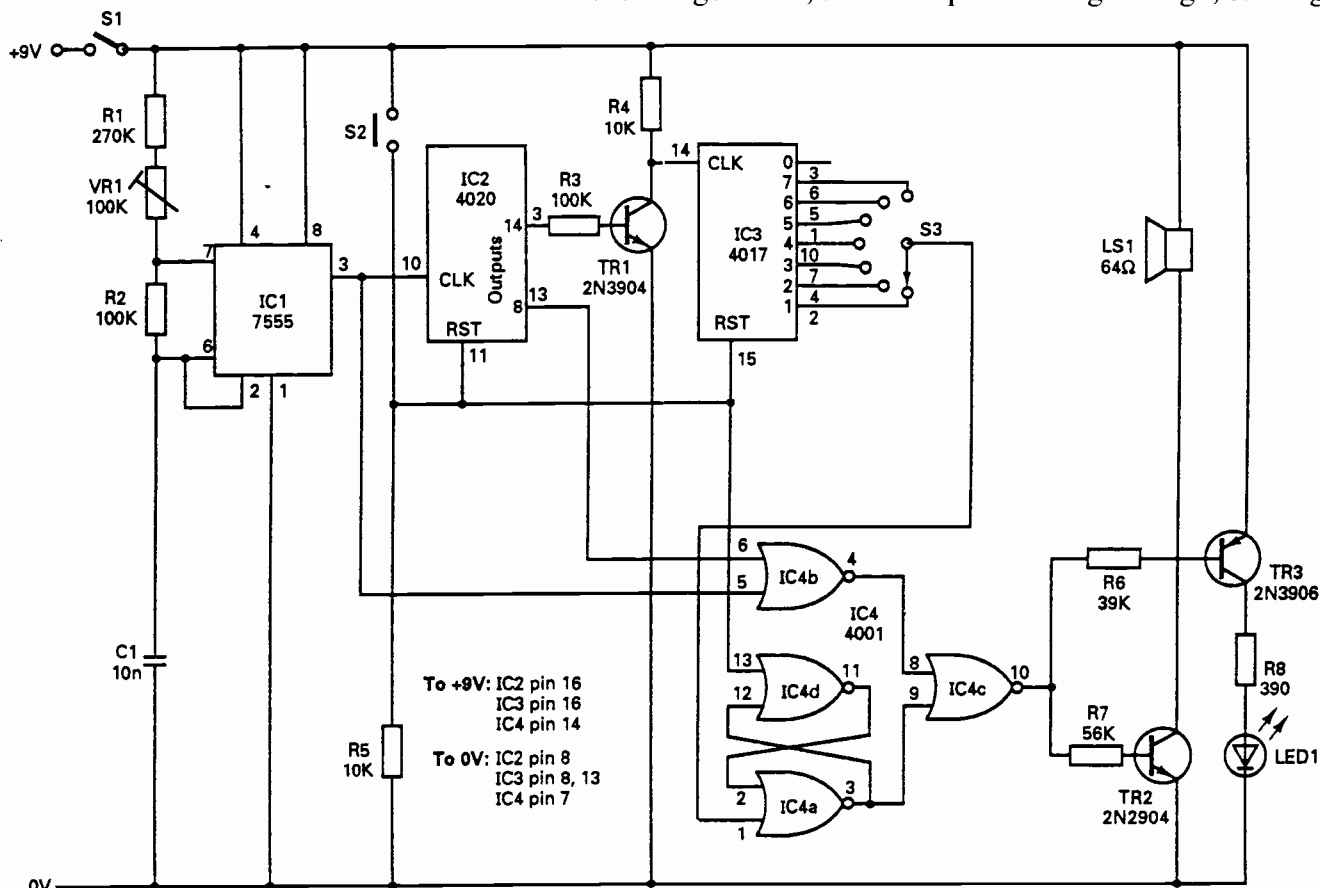 S1
+9V
R1
270K
VR1
100K
R2
100K
C1
10n
7
6
4
8
3
IC1
7555
2
1
S2
10
IC2
4020
CLK
Outputs
14
8
RST
11
3
13
R3
100K
R4
10K
TR1
2N3904
14
CLK
IC3
4017
RST
15
0
7
3
6
6
5
5
4
1
3
10
2
7
1
4
2
S3
LS1
64Ω
6
5
IC4b
4
IC4
4001
13
12
IC4d
11
2
1
IC4a
3
8
9
IC4c
10
R6
39K
R7
56K
TR3
2N3906
R8
390
LED1
TR2
2N2904
R5
10K
To +9V: IC2 pin 16
IC3 pin 16
IC4 pin 14
To 0V: IC2 pin 8
IC3 pin 8, 13
IC4 pin 7
0V